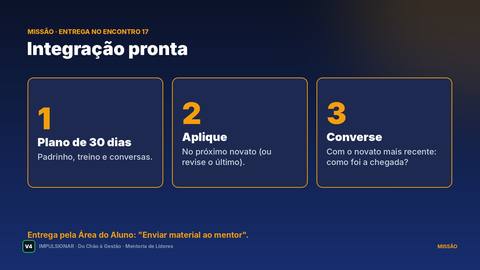 MISSÃO · ENTREGA NO ENCONTRO 17
Integração pronta
1
Plano de 30 dias
Padrinho, treino e conversas.
2
Aplique
No próximo novato (ou
revise o último).
3
Converse
Com o novato mais recente:
como foi a chegada?
Entrega pela Área do Aluno: "Enviar material ao mentor".
V4 IMPULSIONAR · Do Chão à Gestão · Mentoria de Líderes
MISSÃO